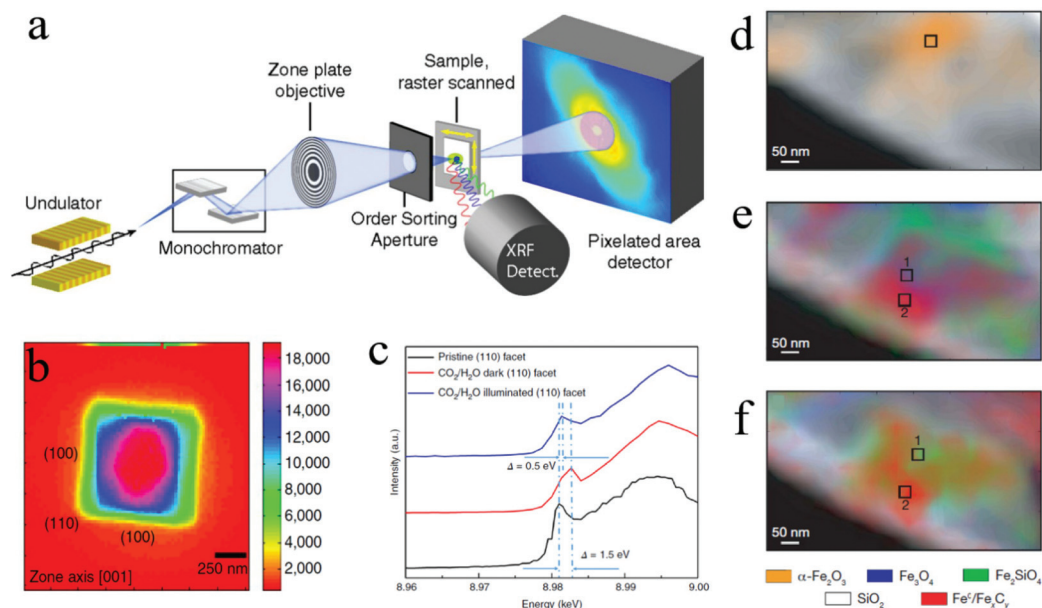 a
Zone plate
objective
Sample,
raster scanned
Undulator
Monochromator
Order Sorting
Aperture
XRF
Detect.
Pixelated area
detector
b
(100)
(110)
(100)
250 nm
Zone axis [001]
18,000
16,000
14,000
12,000
10,000
8,000
6,000
4,000
2,000
c
Pristine (110) facet
CO2/H2O dark (110) facet
CO2/H2O illuminated (110) facet
Intensity (a.u.)
Δ = 0.5 eV
Δ = 1.5 eV
8.96
8.97
8.98
8.99
9.00
Energy (keV)
d
50 nm
e
1
2
50 nm
f
1
2
50 nm
α-Fe2O3
Fe3O4
Fe2SiO4
SiO2
Fe^c/FexCy